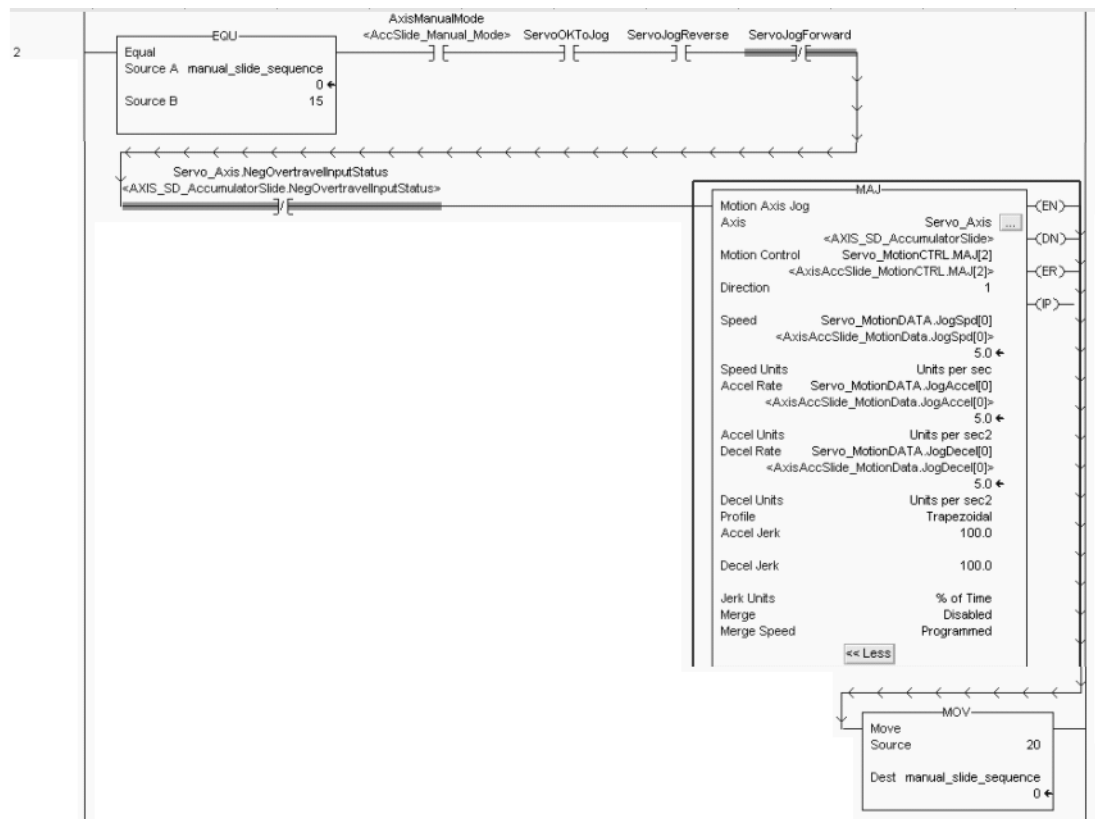 AxisManualMode
EQU <AccSlide_Manual_Mode> ServoOKToJog ServoJogReverse ServoJogForward
2 Equal
Source A manual_slide_sequence
0
Source B 15
Servo_Axis.NegOvertravelInputStatus
<AXIS_SD_AccumulatorSlide.NegOvertravelInputStatus>
MAJ
Motion Axis Jog (EN)
Axis Servo_Axis ...
<AXIS_SD_AccumulatorSlide> (DN)
Motion Control Servo_MotionCTRL.MAJ[2]
<AxisAccSlide_MotionCTRL.MAJ[2]> (ER)
Direction 1
(IP)
Speed Servo_MotionDATA.JogSpd[0]
<AxisAccSlide_MotionData.JogSpd[0]>
5.0
Speed Units Units per sec
Accel Rate Servo_MotionDATA.JogAccel[0]
<AxisAccSlide_MotionData.JogAccel[0]>
5.0
Accel Units Units per sec2
Decel Rate Servo_MotionDATA.JogDecel[0]
<AxisAccSlide_MotionData.JogDecel[0]>
5.0
Decel Units Units per sec2
Profile Trapezoidal
Accel Jerk 100.0
Decel Jerk 100.0
Jerk Units % of Time
Merge Disabled
Merge Speed Programmed
<< Less
MOV
Move
Source 20
Dest manual_slide_sequence
0